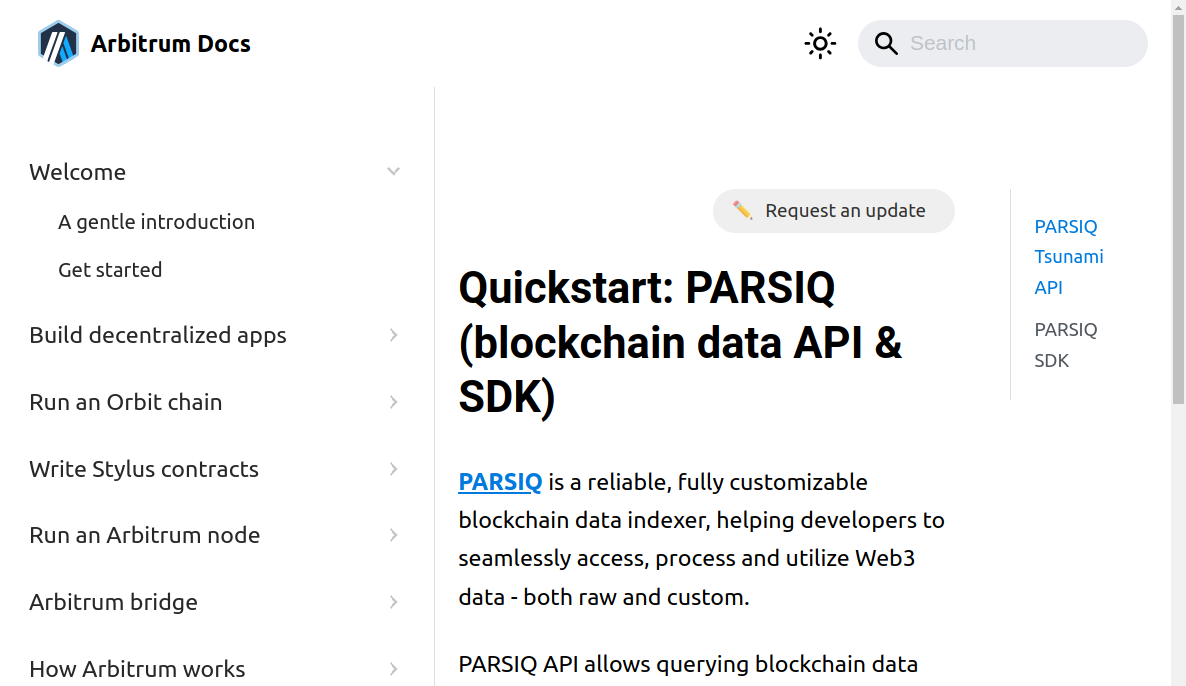 Arbitrum Docs
Search
Welcome
A gentle introduction
Get started
Build decentralized apps
Run an Orbit chain
Write Stylus contracts
Run an Arbitrum node
Arbitrum bridge
How Arbitrum works
Request an update
Quickstart: PARSIQ
(blockchain data API &
SDK)
PARSIQ is a reliable, fully customizable
blockchain data indexer, helping developers to
seamlessly access, process and utilize Web3
data - both raw and custom.
PARSIQ API allows querying blockchain data
PARSIQ
Tsunami
API
PARSIQ
SDK